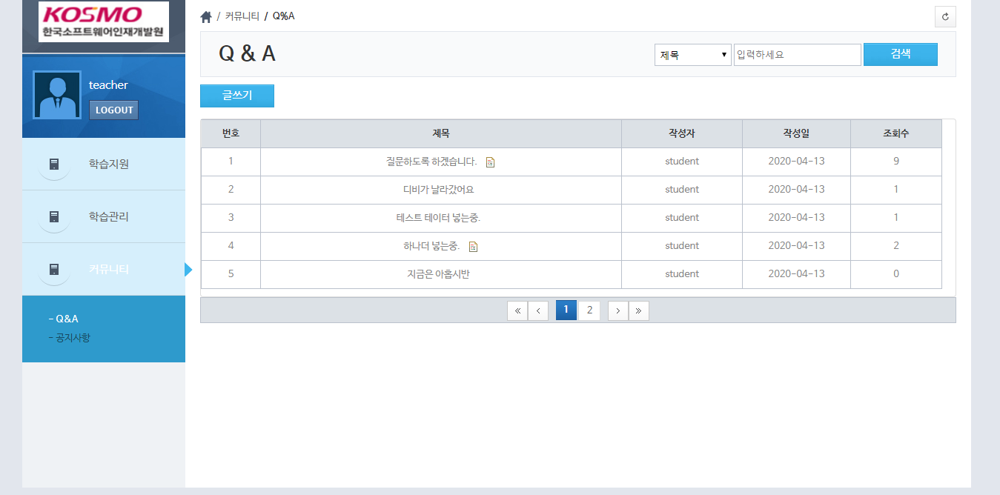 KOSMO
한국소프트웨어인재개발원
teacher
LOGOUT
학습지원
학습관리
커뮤니티
- Q&A
- 공지사항
/ 커뮤니티 / Q%A
Q & A
제목 ▼ 입력하세요 검색
글쓰기
번호 제목 작성자 작성일 조회수
1 질문하도록 하겠습니다. student 2020-04-13 9
2 디비가 날라갔어요 student 2020-04-13 1
3 테스트 테이터 넣는중. student 2020-04-13 1
4 하나더 넣는중. student 2020-04-13 2
5 지금은 아홉시반 student 2020-04-13 0
« ‹ 1 2 › »